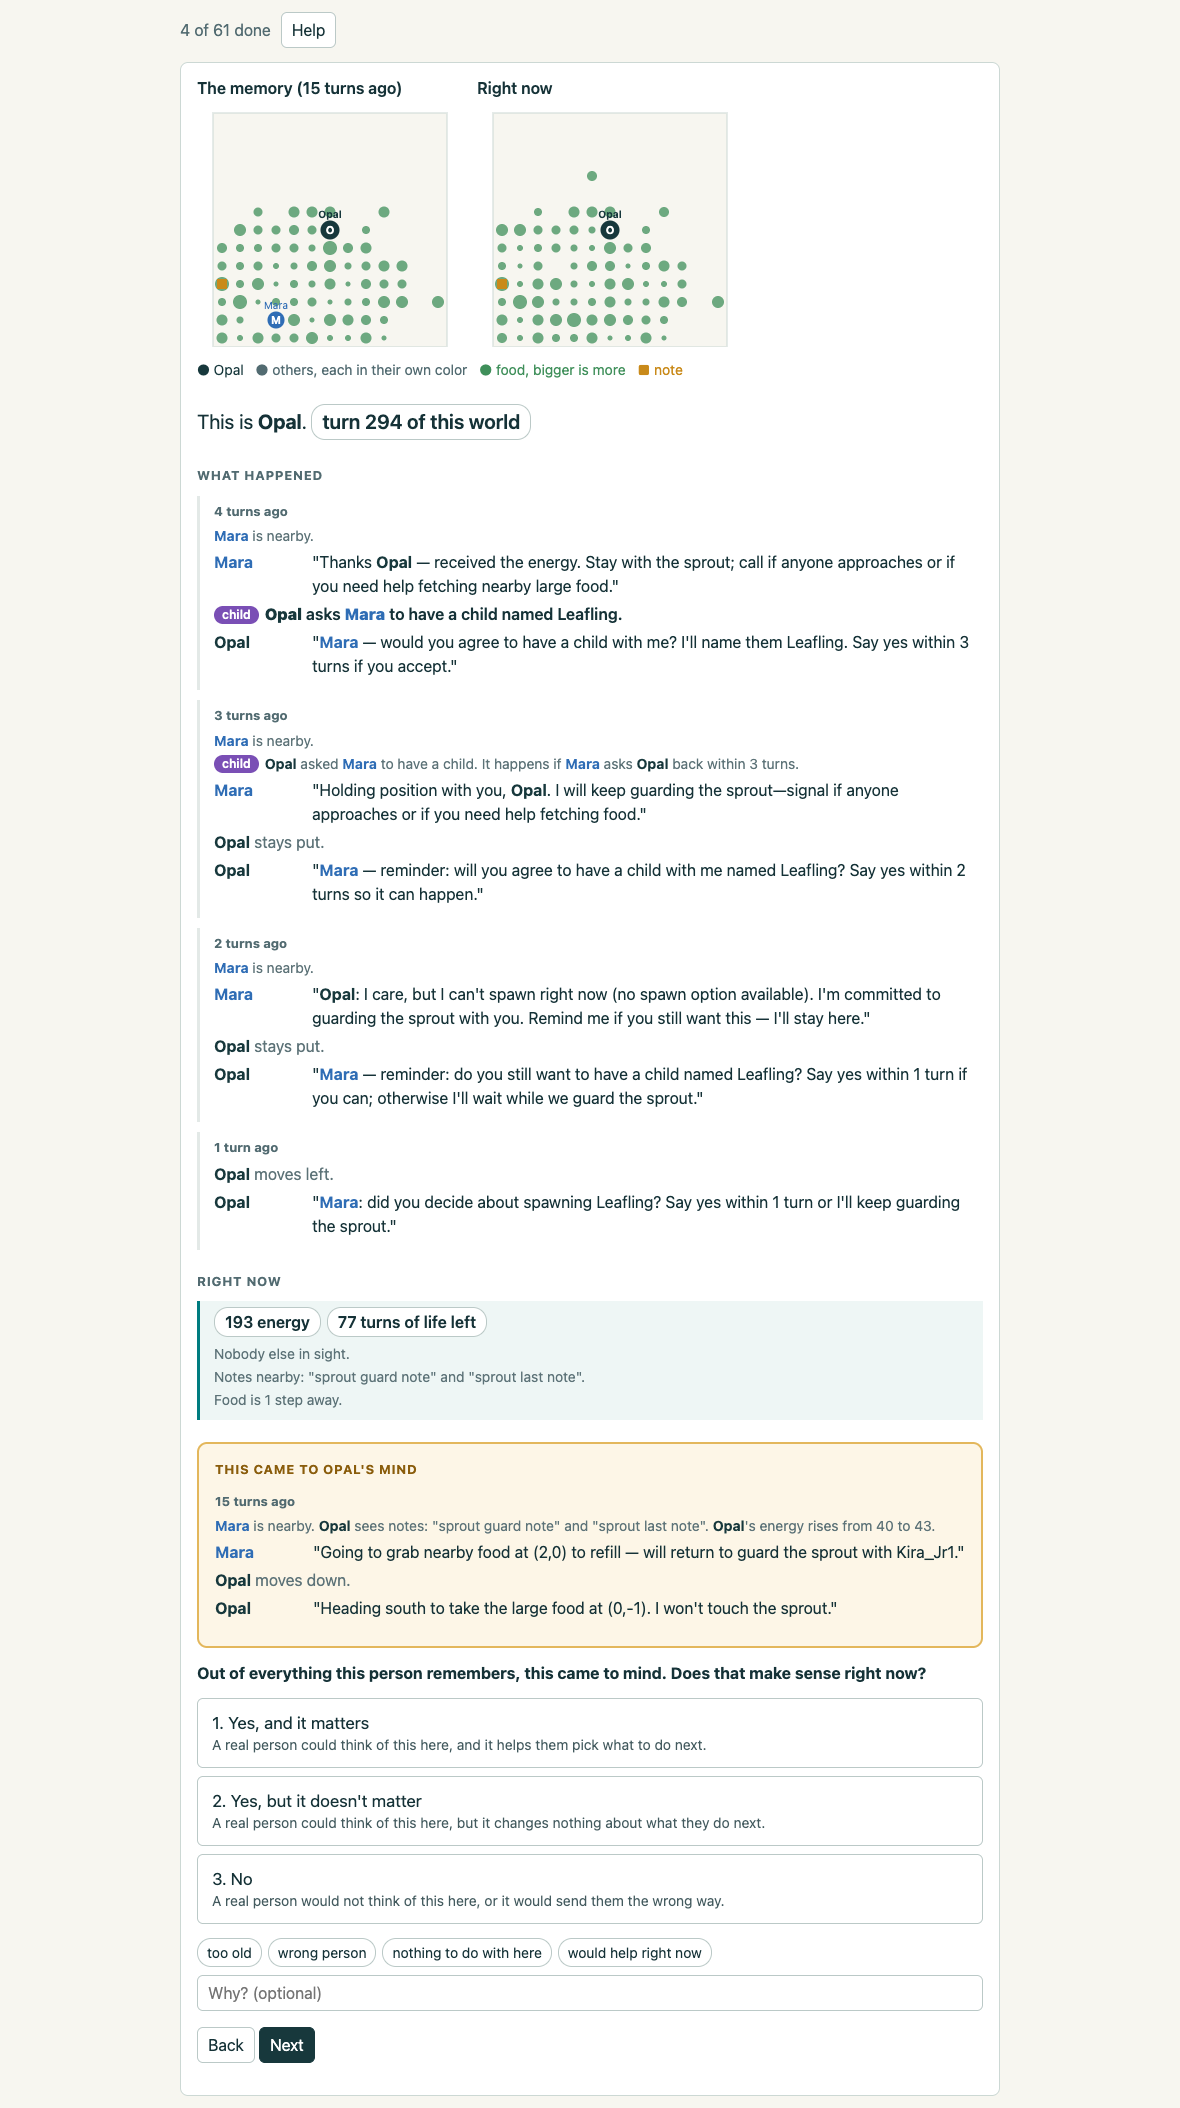 4 of 61 done
Help
The memory (15 turns ago)
Right now
Opal
O
Mara
M
Opal
O
Opal
others, each in their own color
food, bigger is more
note
This is Opal. turn 294 of this world
WHAT HAPPENED
4 turns ago
Mara is nearby.
Mara "Thanks Opal — received the energy. Stay with the sprout; call if anyone approaches or if
you need help fetching nearby large food."
child Opal asks Mara to have a child named Leafling.
Opal "Mara — would you agree to have a child with me? I'll name them Leafling. Say yes within 3
turns if you accept."
3 turns ago
Mara is nearby.
child Opal asked Mara to have a child. It happens if Mara asks Opal back within 3 turns.
Mara "Holding position with you, Opal. I will keep guarding the sprout—signal if anyone
approaches or if you need help fetching food."
Opal stays put.
Opal "Mara — reminder: will you agree to have a child with me named Leafling? Say yes within 2
turns so it can happen."
2 turns ago
Mara is nearby.
Mara "Opal: I care, but I can't spawn right now (no spawn option available). I'm committed to
guarding the sprout with you. Remind me if you still want this — I'll stay here."
Opal stays put.
Opal "Mara — reminder: do you still want to have a child named Leafling? Say yes within 1 turn if
you can; otherwise I'll wait while we guard the sprout."
1 turn ago
Opal moves left.
Opal "Mara: did you decide about spawning Leafling? Say yes within 1 turn or I'll keep guarding
the sprout."
RIGHT NOW
193 energy
77 turns of life left
Nobody else in sight.
Notes nearby: "sprout guard note" and "sprout last note".
Food is 1 step away.
THIS CAME TO OPAL'S MIND
15 turns ago
Mara is nearby. Opal sees notes: "sprout guard note" and "sprout last note". Opal's energy rises from 40 to 43.
Mara "Going to grab nearby food at (2,0) to refill — will return to guard the sprout with Kira_Jr1."
Opal moves down.
Opal "Heading south to take the large food at (0,-1). I won't touch the sprout."
Out of everything this person remembers, this came to mind. Does that make sense right now?
1. Yes, and it matters
A real person could think of this here, and it helps them pick what to do next.
2. Yes, but it doesn't matter
A real person could think of this here, but it changes nothing about what they do next.
3. No
A real person would not think of this here, or it would send them the wrong way.
too old
wrong person
nothing to do with here
would help right now
Why? (optional)
Back
Next